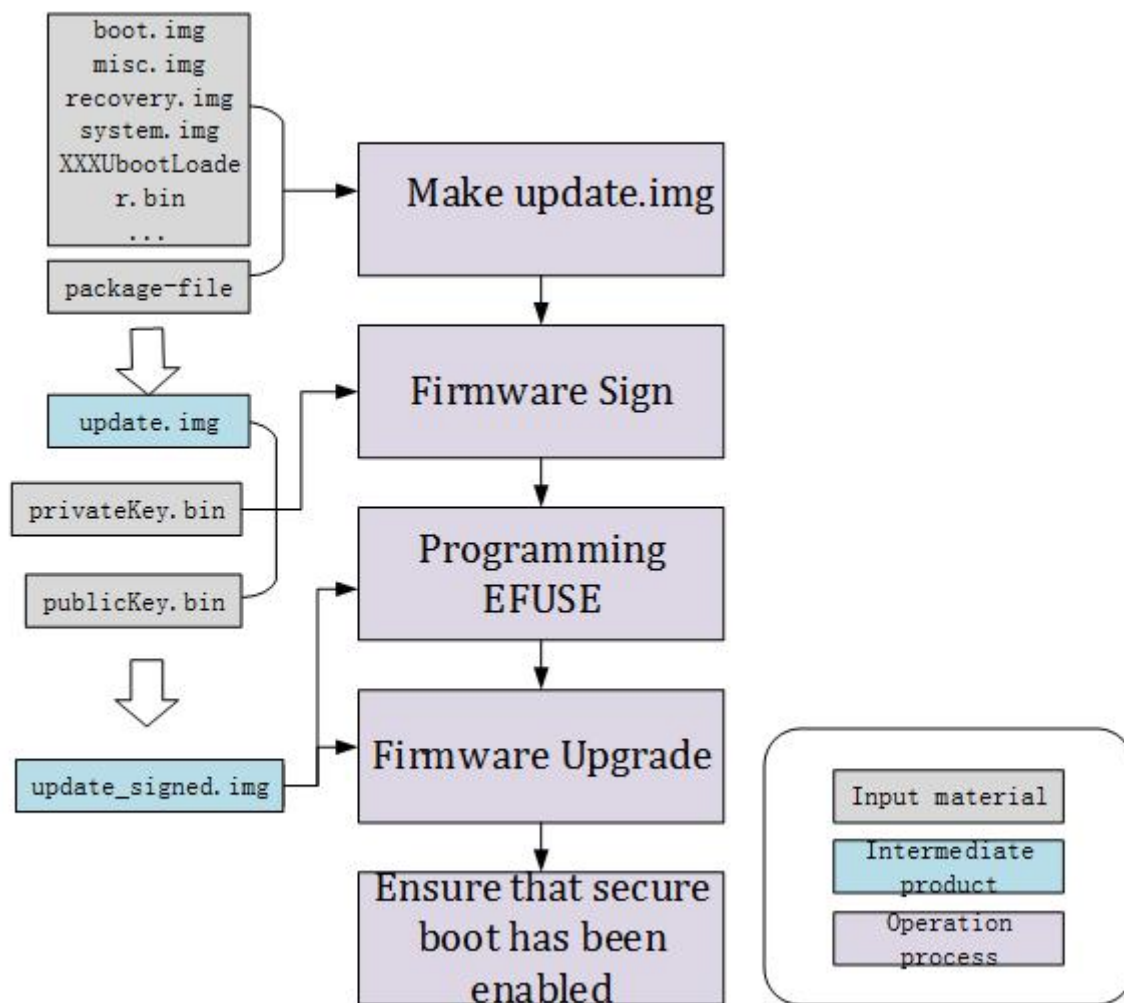 boot.img
misc.img
recovery.img
system.img
XXXUbootLoade
r.bin
...
package-file
Make update.img
update.img
Firmware Sign
privateKey.bin
publicKey.bin
Programming
EFUSE
update_signed.img
Firmware Upgrade
Ensure that secure
boot has been
enabled
Input material
Intermediate
product
Operation
process